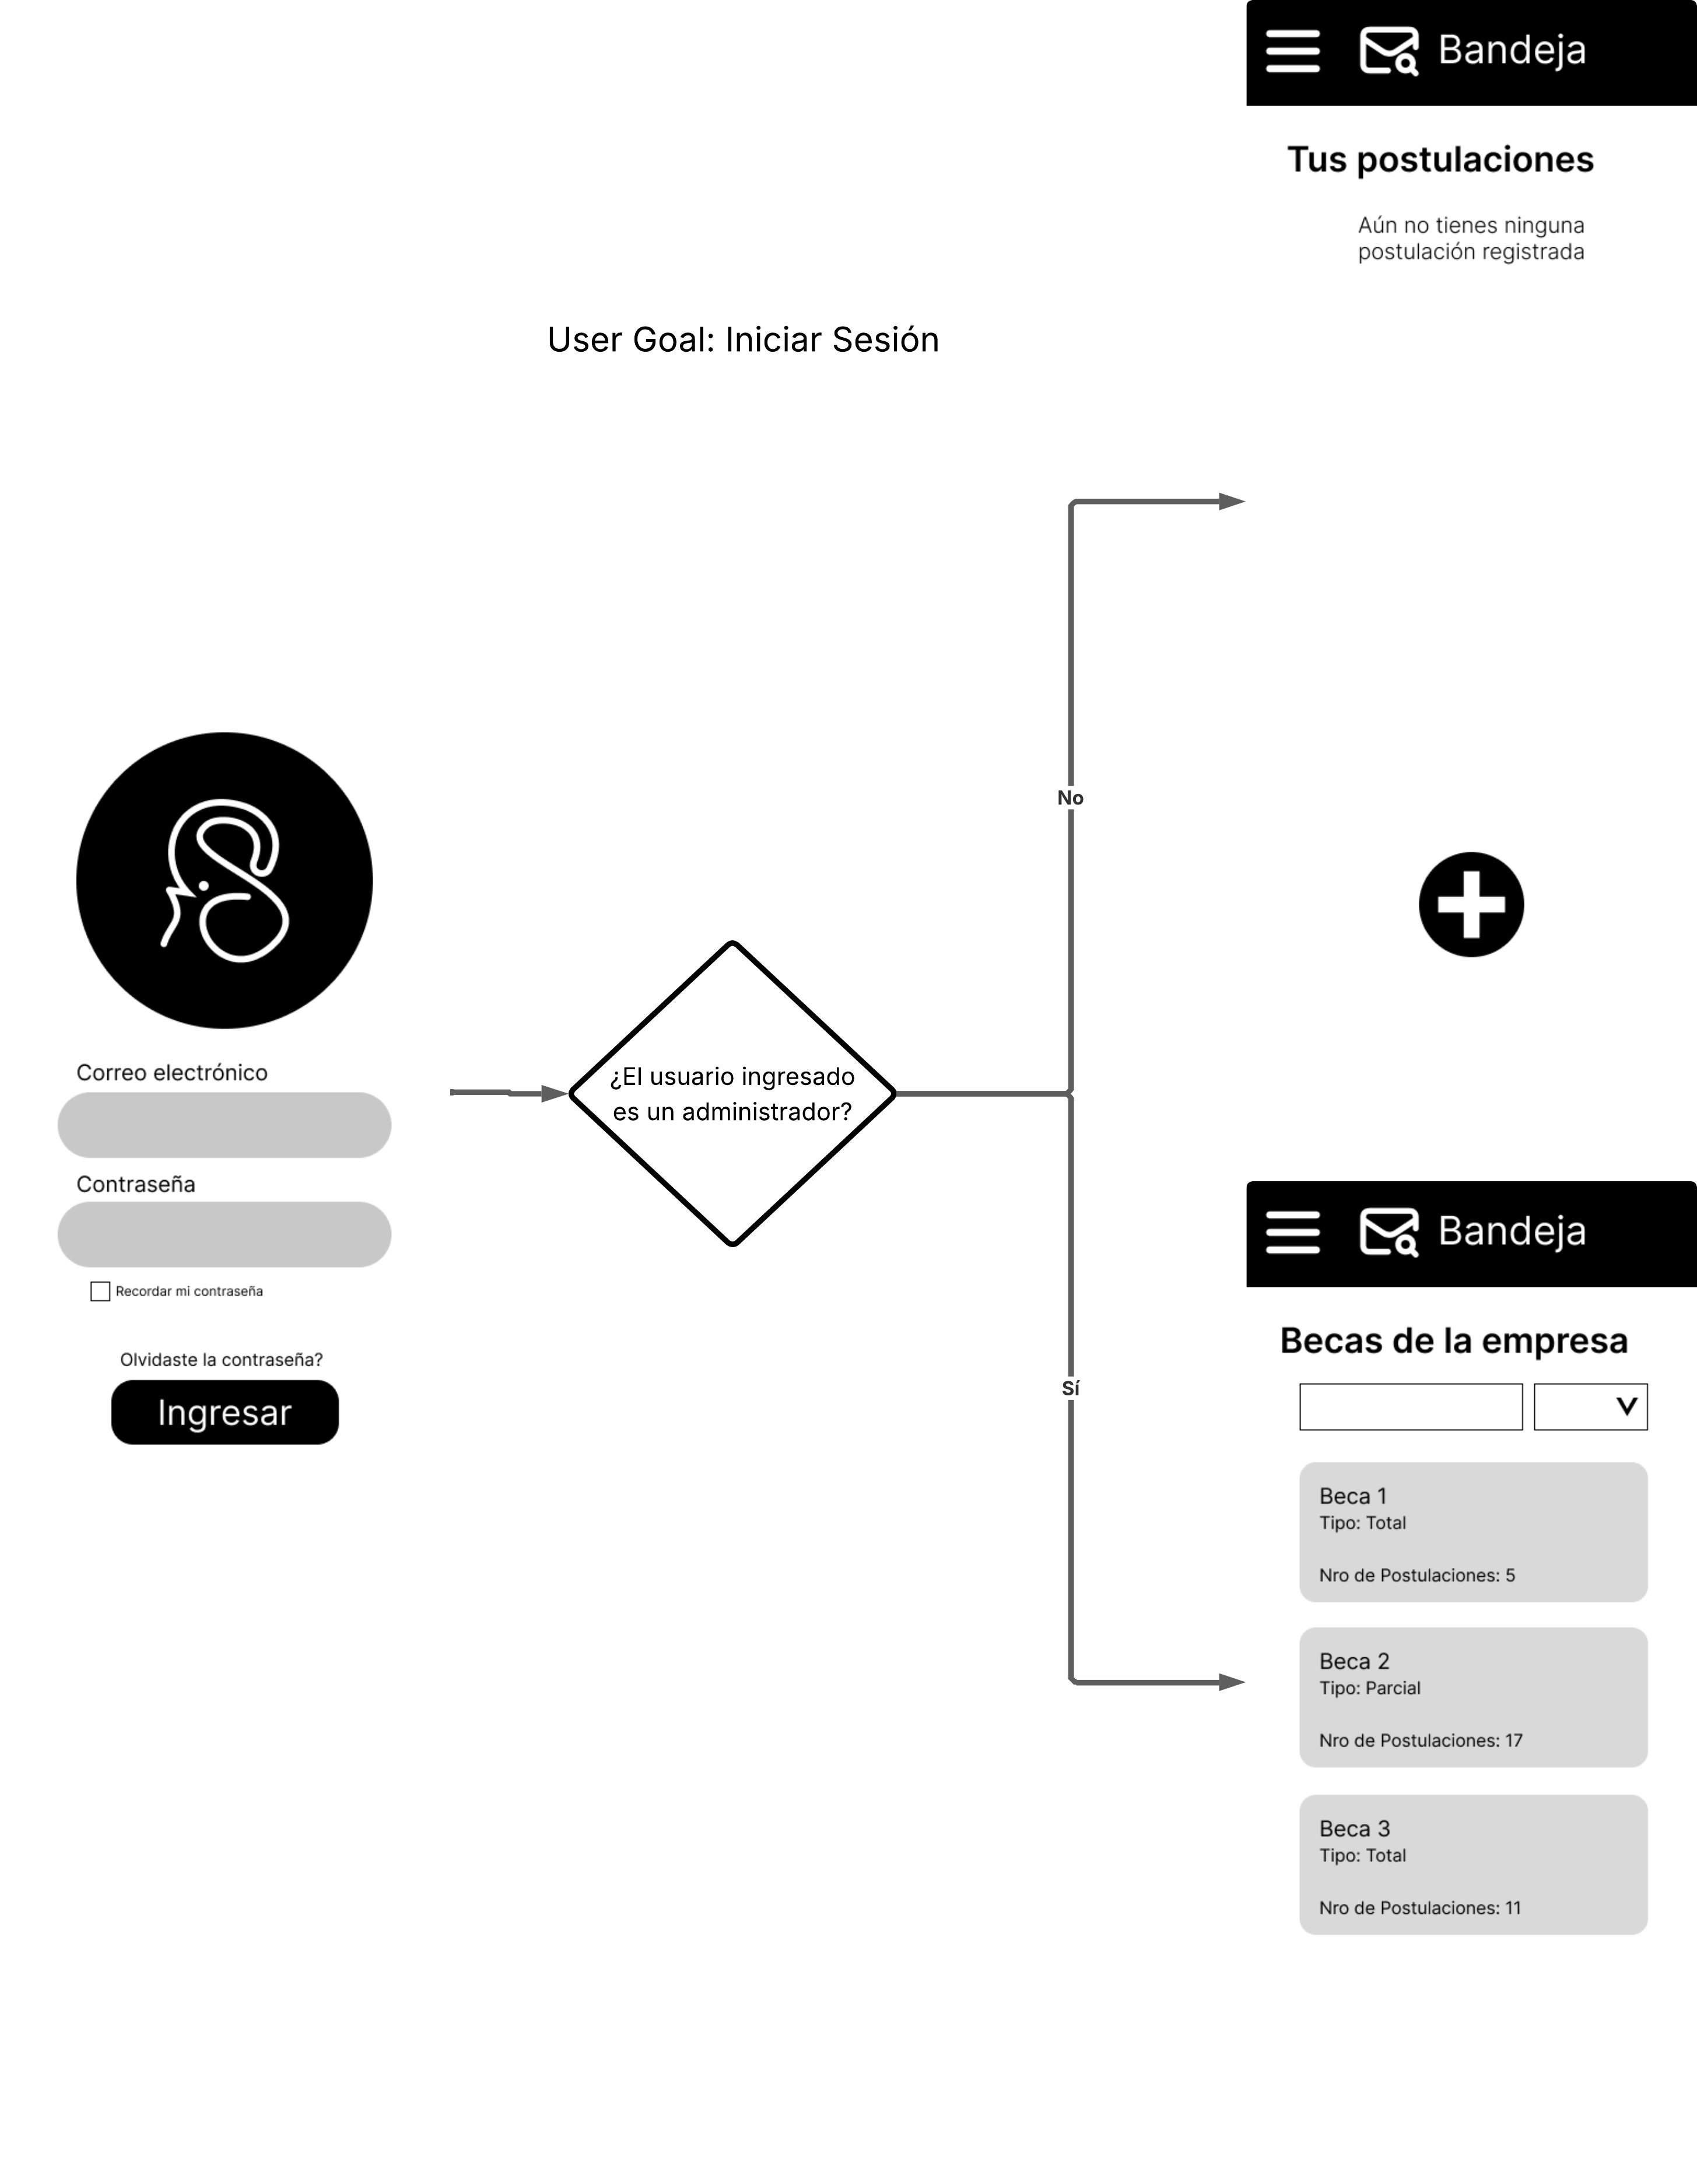 Bandeja
Tus postulaciones
Aún no tienes ninguna
postulación registrada
User Goal: Iniciar Sesión
No
Correo electrónico
Contraseña
Recordar mi contraseña
Olvidaste la contraseña?
Ingresar
¿El usuario ingresado
es un administrador?
Sí
Bandeja
Becas de la empresa
Beca 1
Tipo: Total
Nro de Postulaciones: 5
Beca 2
Tipo: Parcial
Nro de Postulaciones: 17
Beca 3
Tipo: Total
Nro de Postulaciones: 11